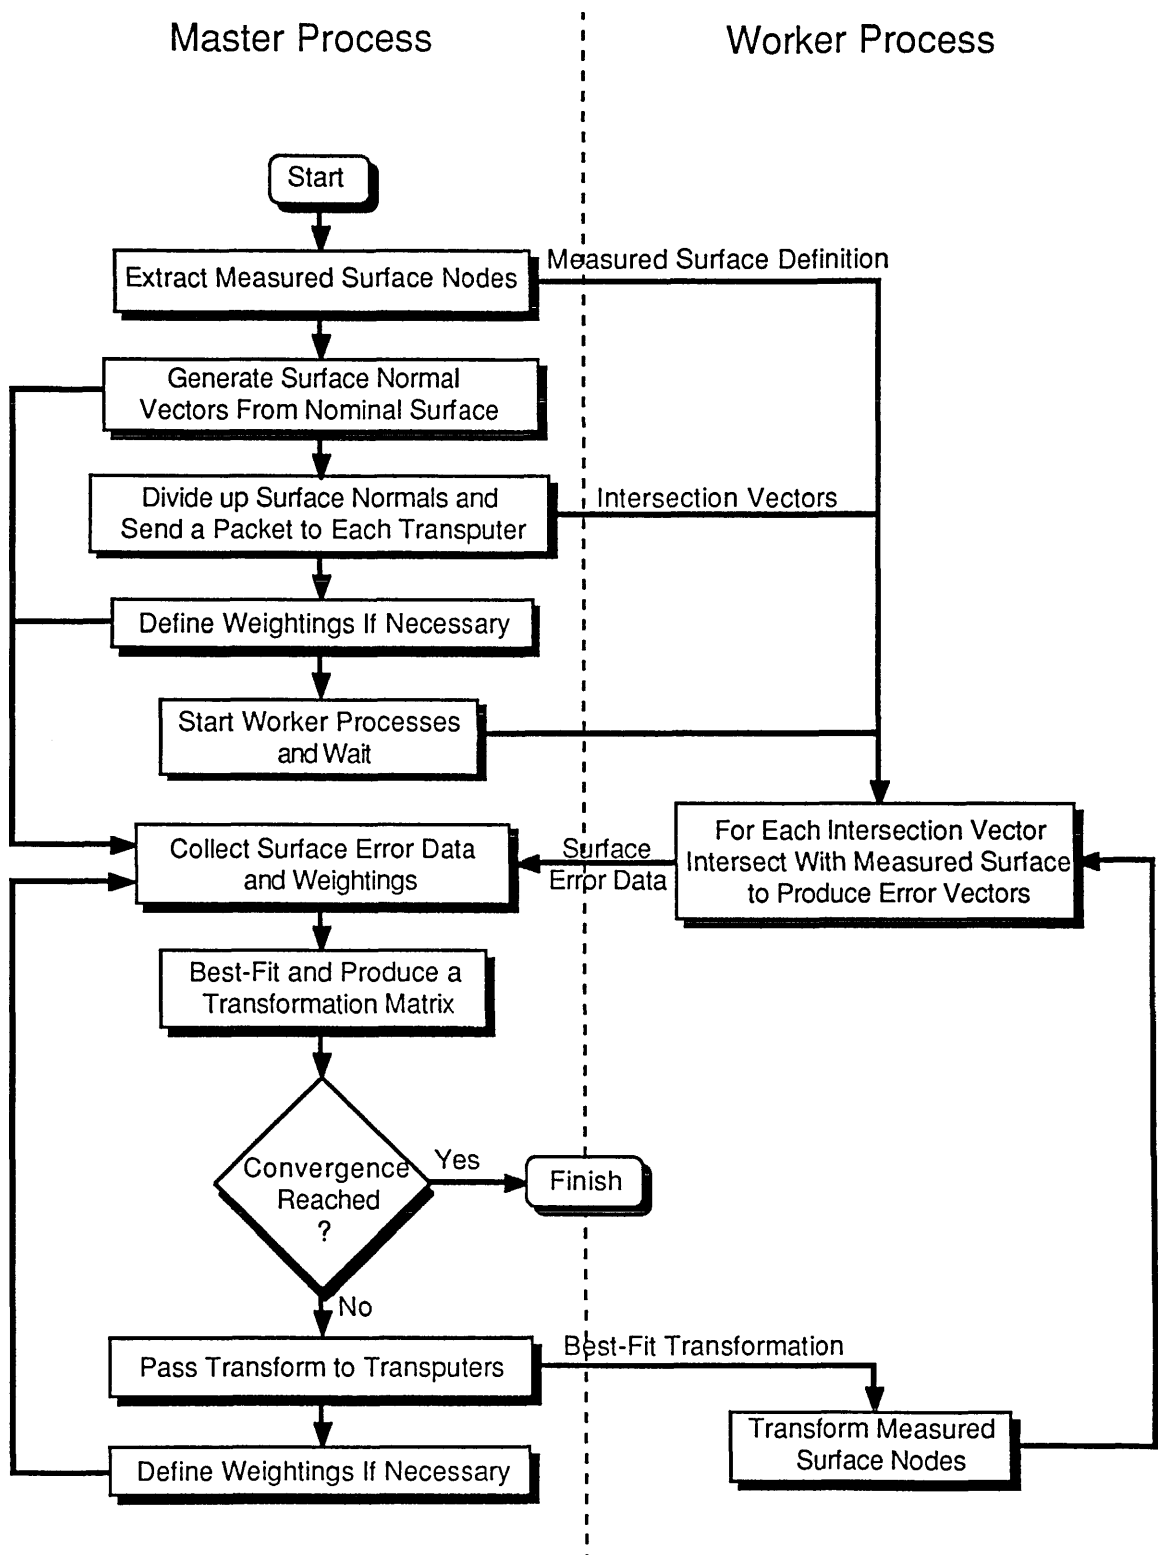 Master Process
Worker Process
Start
Extract Measured Surface Nodes
Measured Surface Definition
Generate Surface Normal
Vectors From Nominal Surface
Divide up Surface Normals and
Send a Packet to Each Transputer
Intersection Vectors
Define Weightings If Necessary
Start Worker Processes
and Wait
Collect Surface Error Data
and Weightings
Surface
Error Data
For Each Intersection Vector
Intersect With Measured Surface
to Produce Error Vectors
Best-Fit and Produce a
Transformation Matrix
Convergence
Reached
?
Yes
Finish
No
Pass Transform to Transputers
Best-Fit Transformation
Transform Measured
Surface Nodes
Define Weightings If Necessary